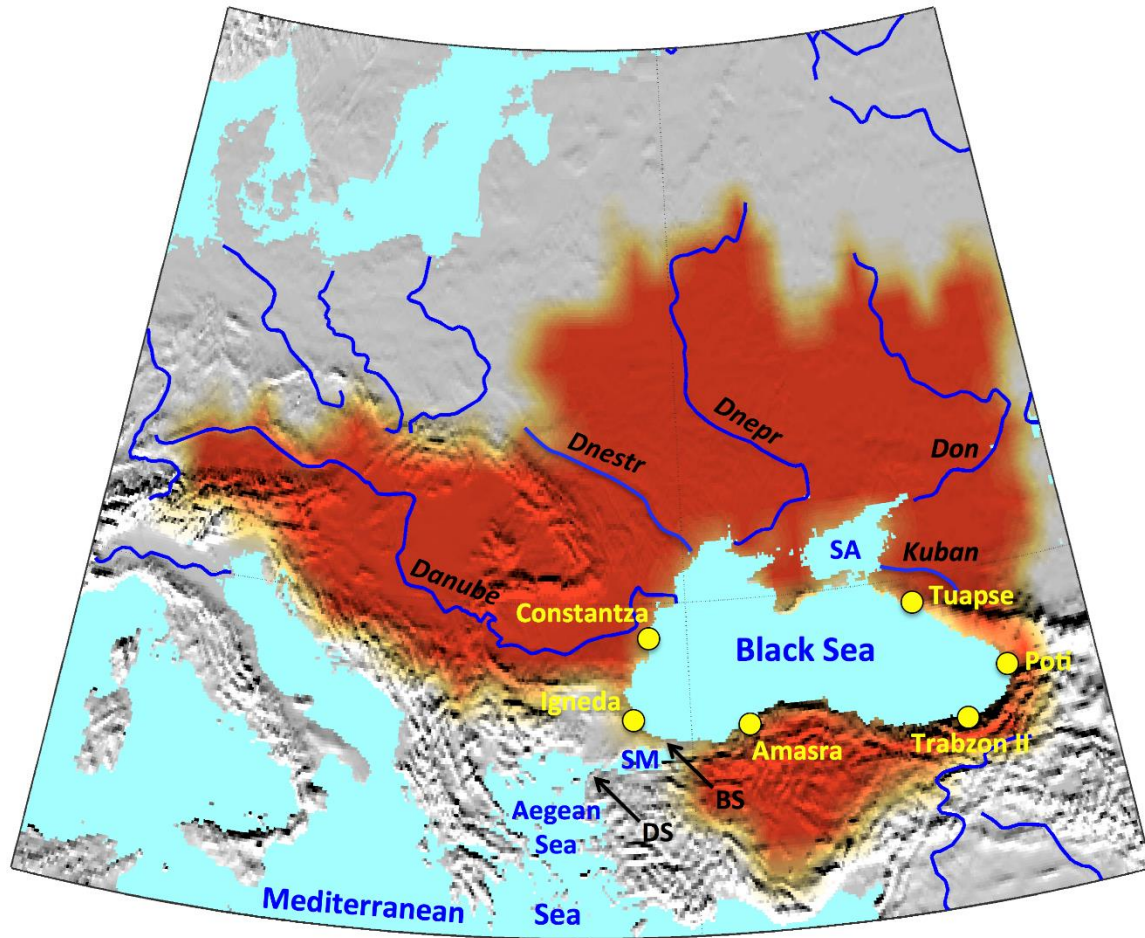 Dnepr
Dnestr
Don
SA
Kuban
Danube
Constantza
Tuapse
Black Sea
Poti
Igneda
Amasra
Trabzon II
SM
BS
Aegean
Sea
DS
Mediterranean Sea